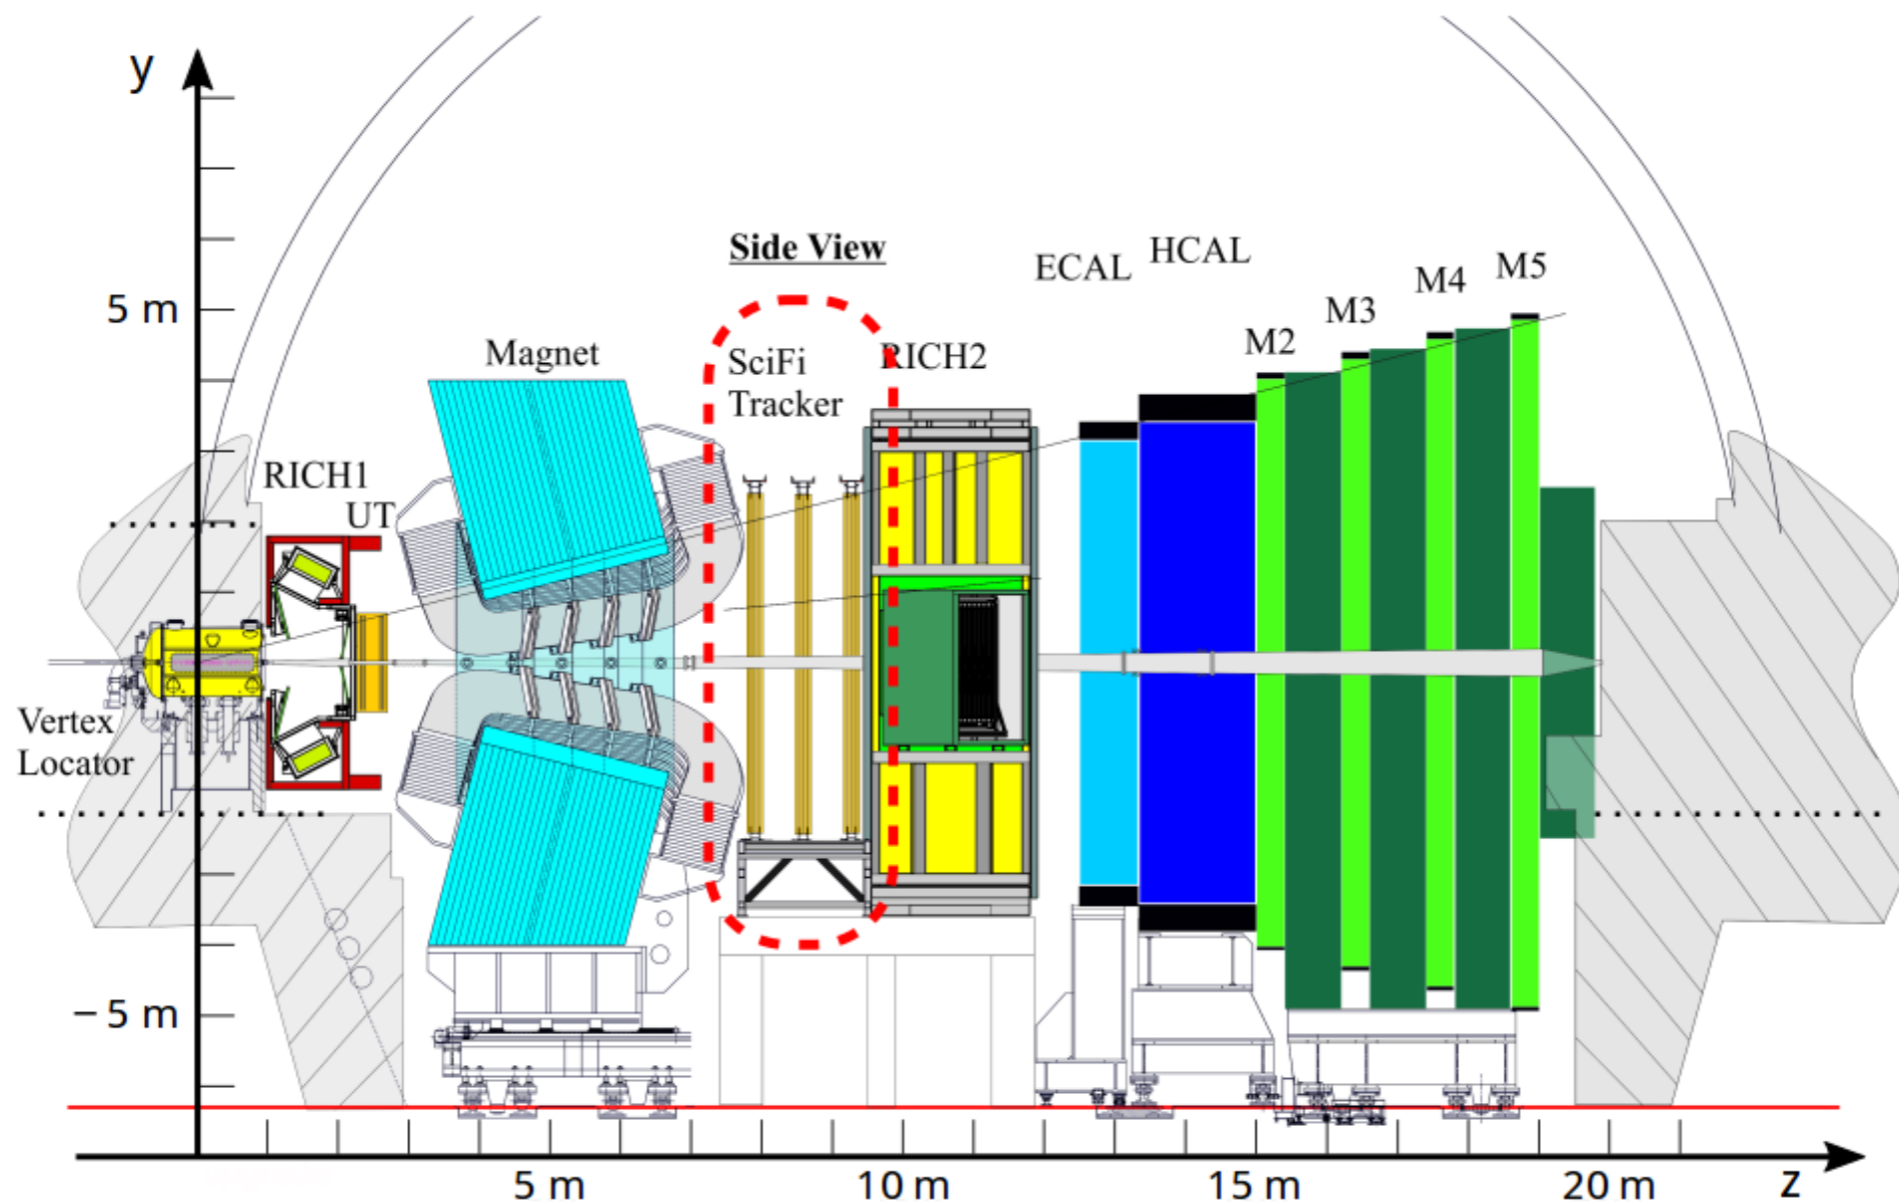 y
5 m
Side View
ECAL
HCAL
M5
M4
M3
M2
Magnet
SciFi
Tracker
RICH2
RICH1
UT
Vertex
Locator
−5 m
5 m
10 m
15 m
20 m
z